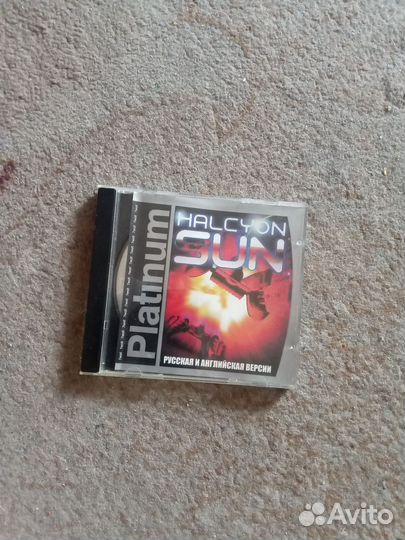 Platinum
HALCYON
SUN
РУССКАЯ И АНГЛИЙСКАЯ ВЕРСИИ
Avito